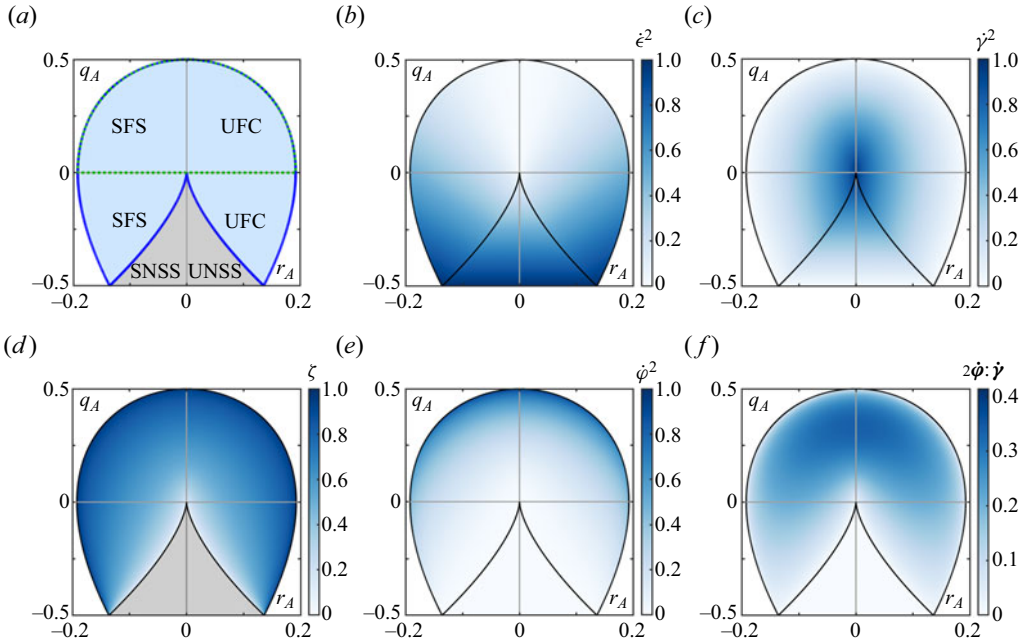 (a)
(b)
(c)
0.5
q_A
SFS
UFC
0
SFS
UFC
SNSS
UNSS
r_A
−0.5
−0.2
0
0.2
0.5
q_A
0
r_A
−0.5
−0.2
0
0.2
ϵ̇²
1.0
0.8
0.6
0.4
0.2
0
0.5
q_A
0
r_A
−0.5
−0.2
0
0.2
γ̇²
1.0
0.8
0.6
0.4
0.2
0
(d)
(e)
(f)
0.5
q_A
0
r_A
−0.5
−0.2
0
0.2
ζ
1.0
0.8
0.6
0.4
0.2
0
0.5
q_A
0
r_A
−0.5
−0.2
0
0.2
φ̇²
1.0
0.8
0.6
0.4
0.2
0
0.5
q_A
0
r_A
−0.5
−0.2
0
0.2
2φ̇:γ̇
0.4
0.3
0.2
0.1
0